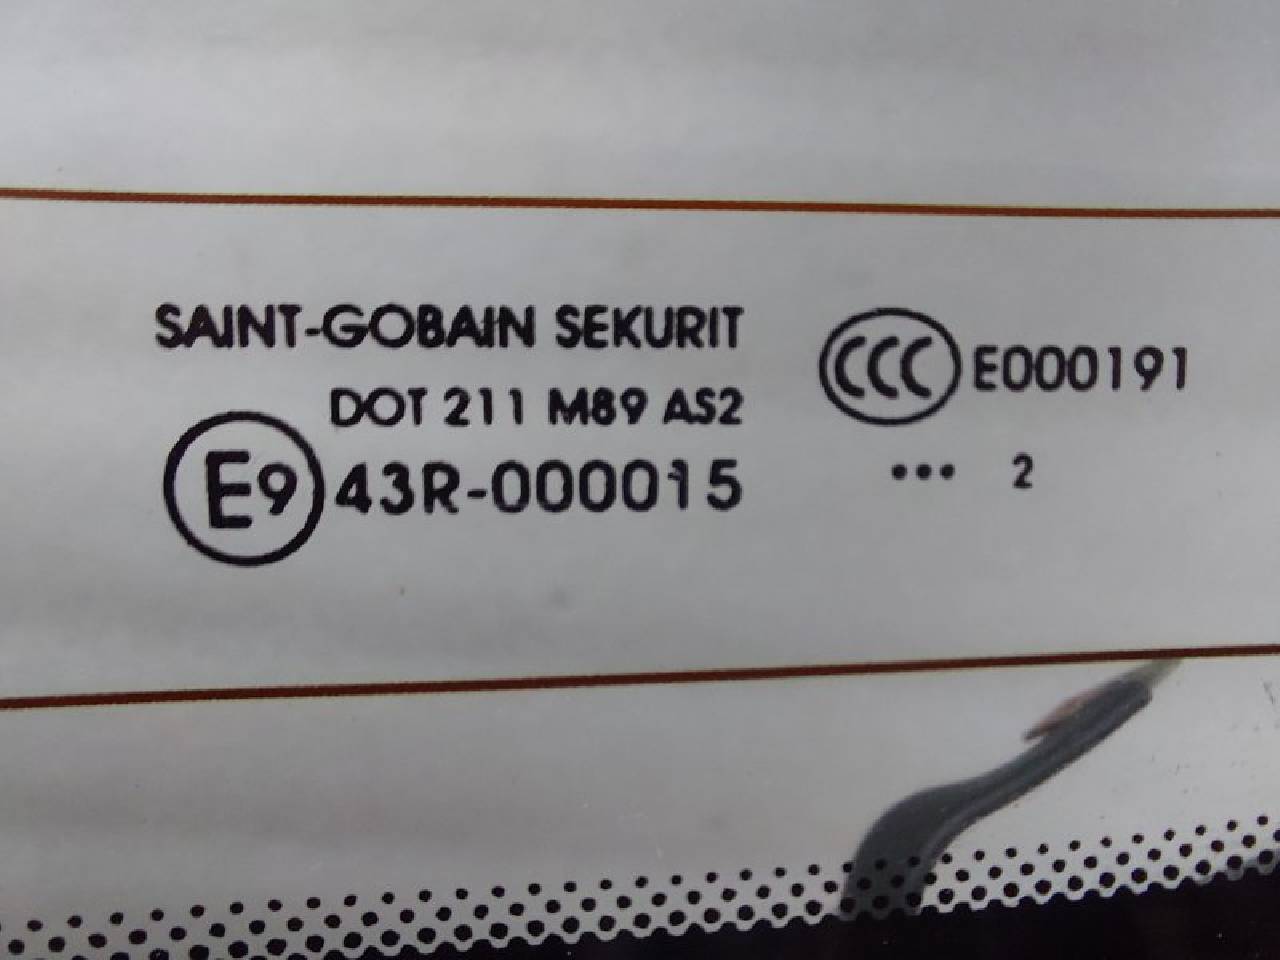 SAINT-GOBAIN SEKURIT
DOT 211 M89 AS2
E9 43R-000015
CCC E000191
••• 2